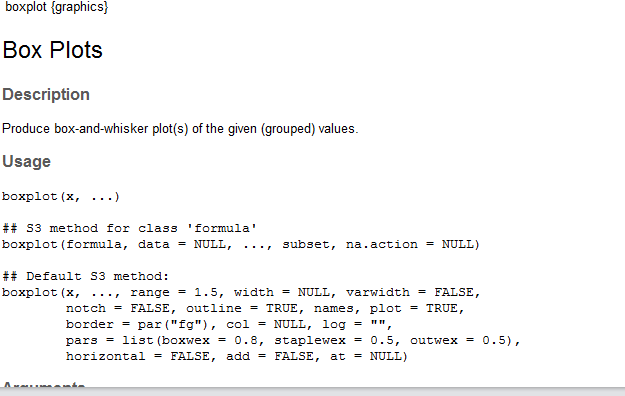 boxplot {graphics}
Box Plots
Description
Produce box-and-whisker plot(s) of the given (grouped) values.
Usage
boxplot(x, ...)
## S3 method for class 'formula'
boxplot(formula, data = NULL, ..., subset, na.action = NULL)
## Default S3 method:
boxplot(x, ..., range = 1.5, width = NULL, varwidth = FALSE,
notch = FALSE, outline = TRUE, names, plot = TRUE,
border = par("fg"), col = NULL, log = "",
pars = list(boxwex = 0.8, staplewex = 0.5, outwex = 0.5),
horizontal = FALSE, add = FALSE, at = NULL)
Arguments